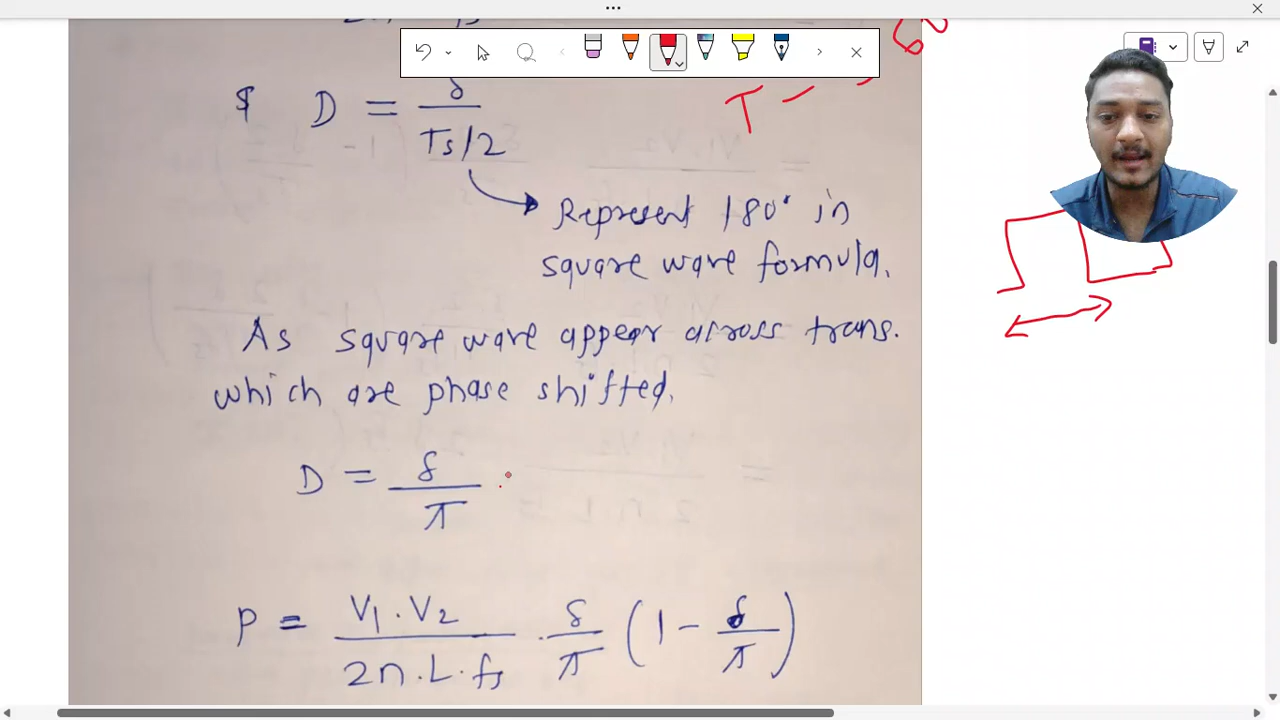 D = δ
Ts/2
Represent 180° in
square wave formula.
As square wave appear across trans.
which are phase shifted.
D = δ/π
P = V1.V2/2n.L.fs . δ/π (1 - δ/π)
T